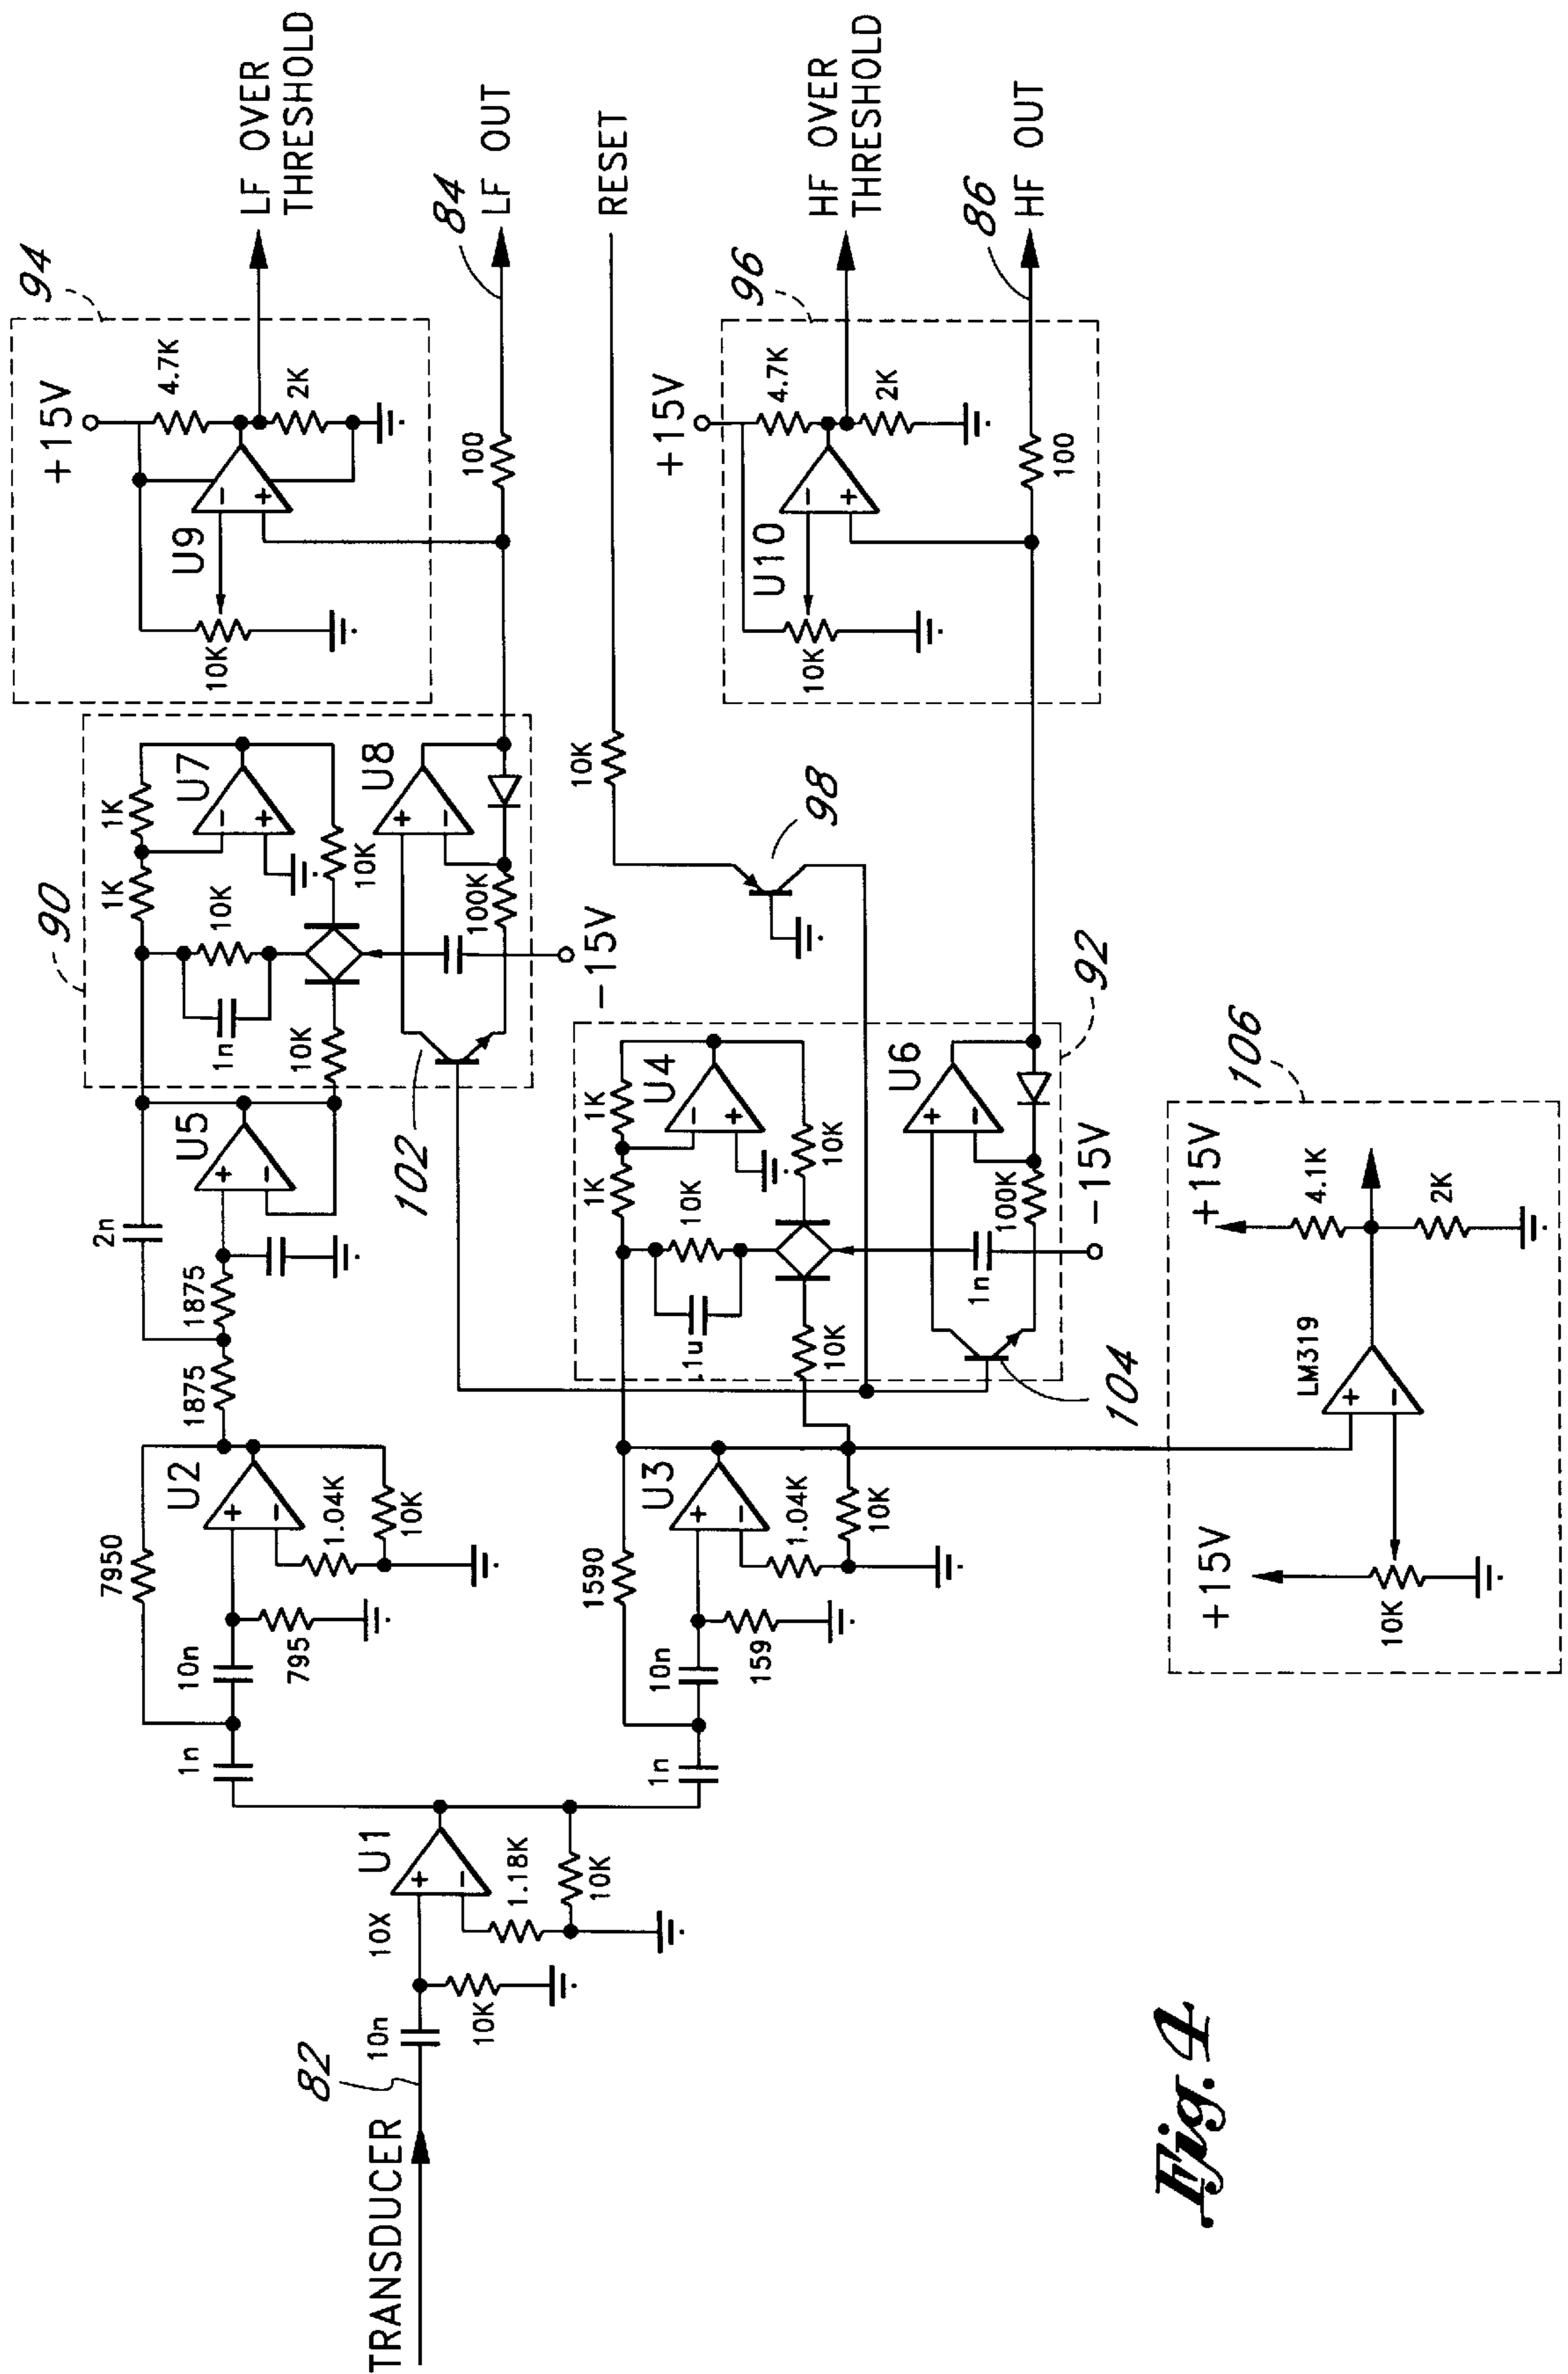 TRANSDUCER
82
10n
10K
10X
U1
1.18K
10K
1n
7950
10n
795
U2
1.04K
10K
1875
1875
2n
U5
90
1K
1K
10K
1n
10K
10K
U7
U8
100K
-15V
102
94
+15V
4.7K
2K
U9
10K
LF OVER
THRESHOLD
100
84
LF OUT
RESET
10K
98
1n
1590
10n
159
U3
1.04K
10K
1K
1K
10K
.1u
10K
10K
U4
U6
1n
100K
-15V
92
104
96
+15V
4.7K
2K
U10
10K
HF OVER
THRESHOLD
100
86
HF OUT
106
+15V
10K
LM319
+15V
4.1K
2K
Fig. 4